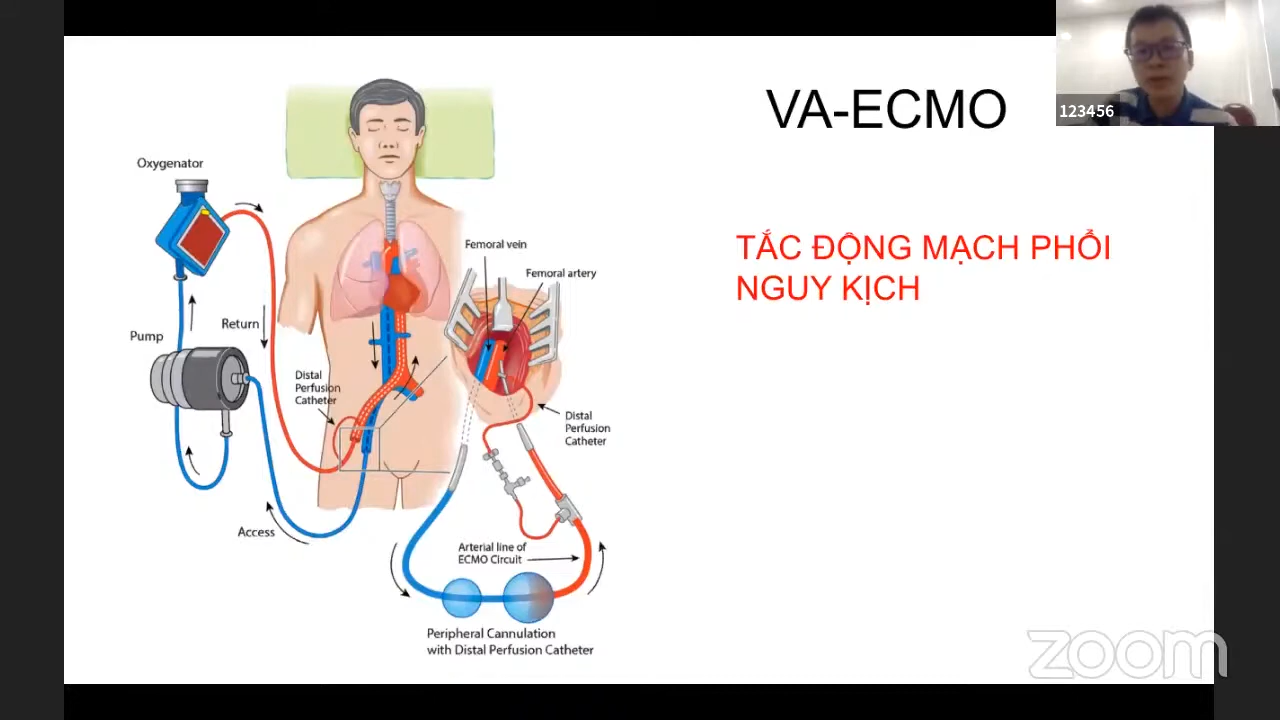 VA-ECMO
123456
TẮC ĐỘNG MẠCH PHỔI
NGUY KỊCH
Oxygenator
Femoral vein
Femoral artery
Return
Pump
Distal
Perfusion
Catheter
Distal
Perfusion
Catheter
Access
Arterial line of
ECMO Circuit
Peripheral Cannulation
with Distal Perfusion Catheter
zoom